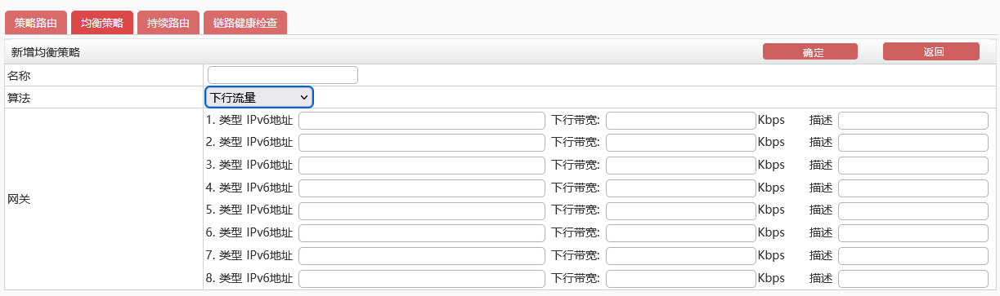 策略路由 均衡策略 持续路由 链路健康检查
新增均衡策略 确定 返回
名称
算法 下行流量
网关
1. 类型 IPv6地址 下行带宽: Kbps 描述
2. 类型 IPv6地址 下行带宽: Kbps 描述
3. 类型 IPv6地址 下行带宽: Kbps 描述
4. 类型 IPv6地址 下行带宽: Kbps 描述
5. 类型 IPv6地址 下行带宽: Kbps 描述
6. 类型 IPv6地址 下行带宽: Kbps 描述
7. 类型 IPv6地址 下行带宽: Kbps 描述
8. 类型 IPv6地址 下行带宽: Kbps 描述